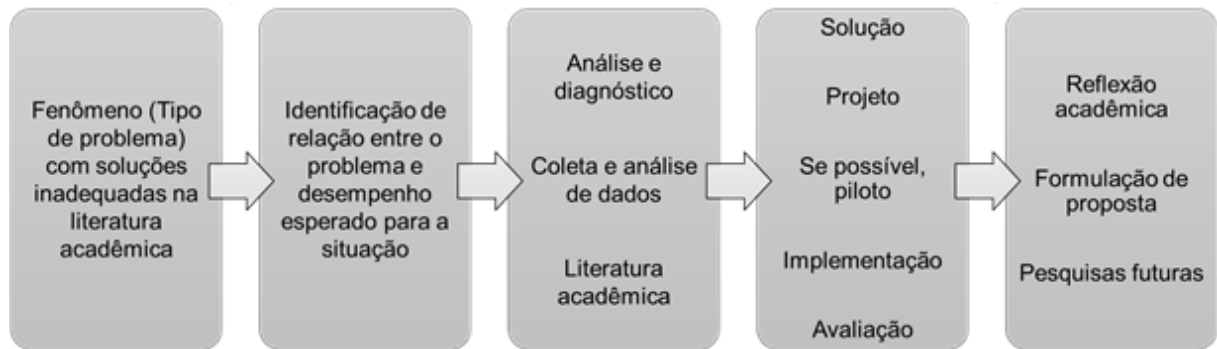 Fenômeno (Tipo
de problema)
com soluções
inadequadas na
literatura
acadêmica
Identificação de
relação entre o
problema e
desempenho
esperado para a
situação
Análise e
diagnóstico
Coleta e análise
de dados
Literatura
acadêmica
Solução
Projeto
Se possível,
piloto
Implementação
Avaliação
Reflexão
acadêmica
Formulação de
proposta
Pesquisas futuras